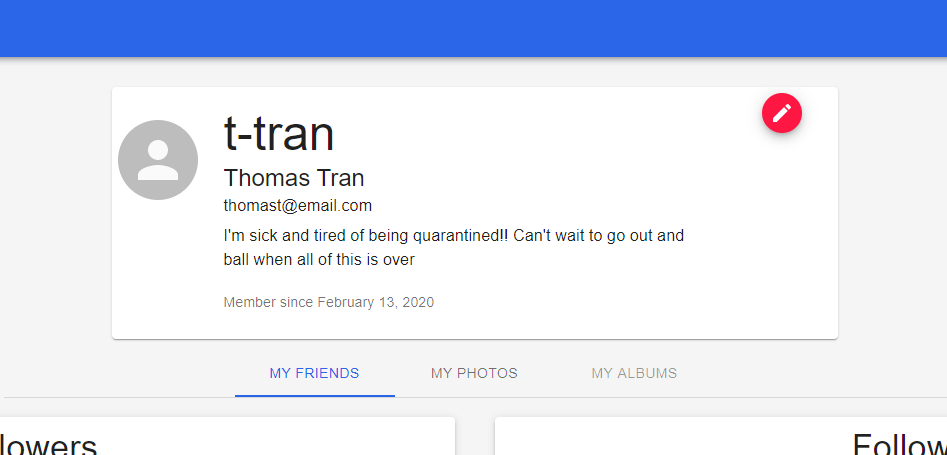 t-tran
Thomas Tran
thomast@email.com
I'm sick and tired of being quarantined!! Can't wait to go out and
ball when all of this is over
Member since February 13, 2020
MY FRIENDS MY PHOTOS MY ALBUMS
lowers Follow